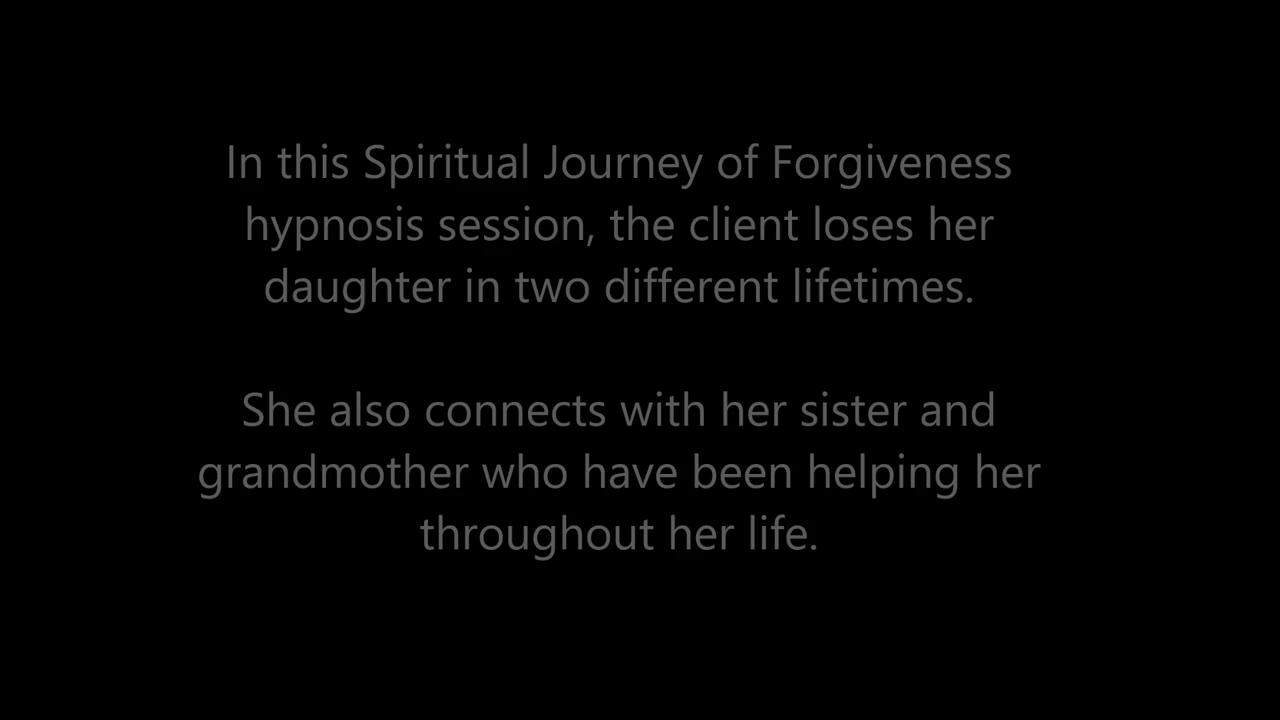 In this Spiritual Journey of Forgiveness
hypnosis session, the client loses her
daughter in two different lifetimes.
She also connects with her sister and
grandmother who have been helping her
throughout her life.